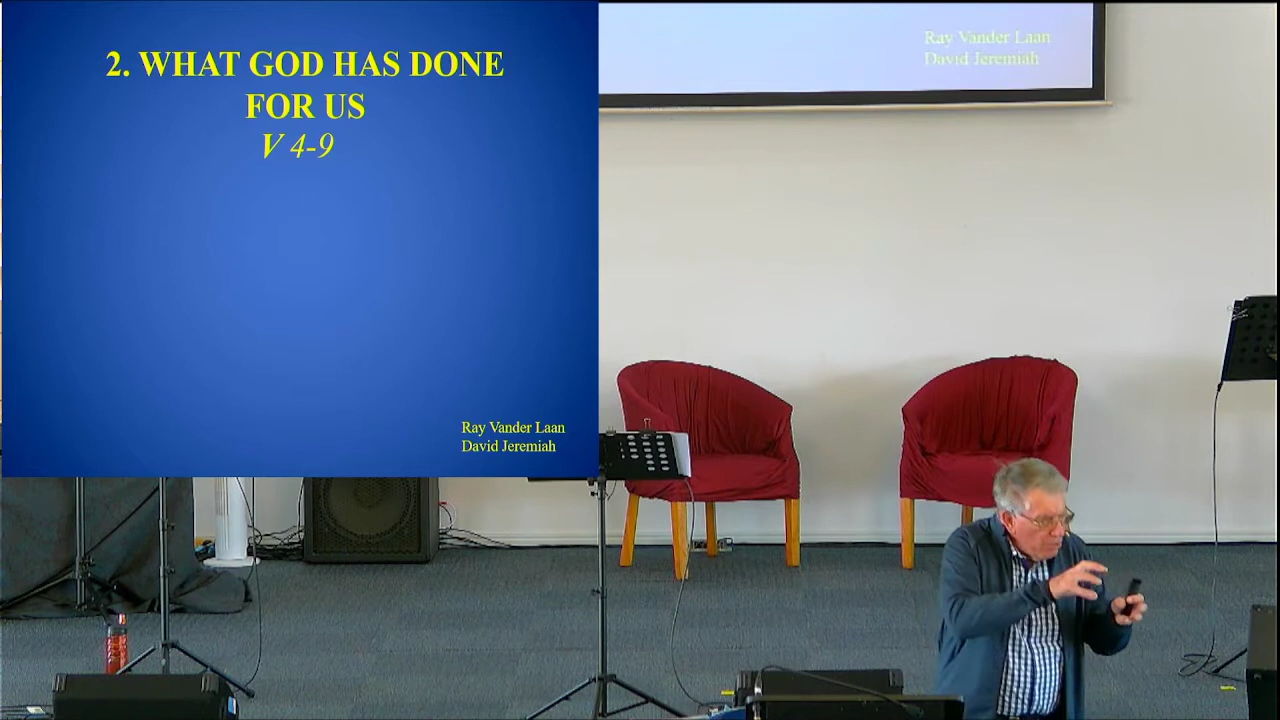 2. WHAT GOD HAS DONE
FOR US
V 4-9
Ray Vander Laan
David Jeremiah
Ray Vander Laan
David Jeremiah